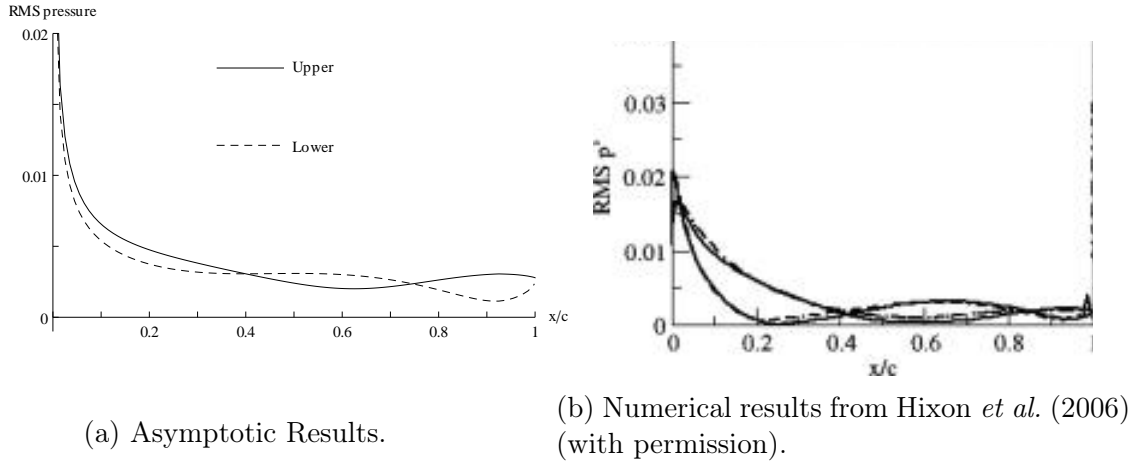 RMS pressure
0.02
0.01
0
0.2
0.4
0.6
0.8
1
x/c
Upper
Lower
(a) Asymptotic Results.
RMS p'
0.03
0.02
0.01
0
0
0.2
0.4
0.6
0.8
1
x/c
(b) Numerical results from Hixon et al. (2006)
(with permission).